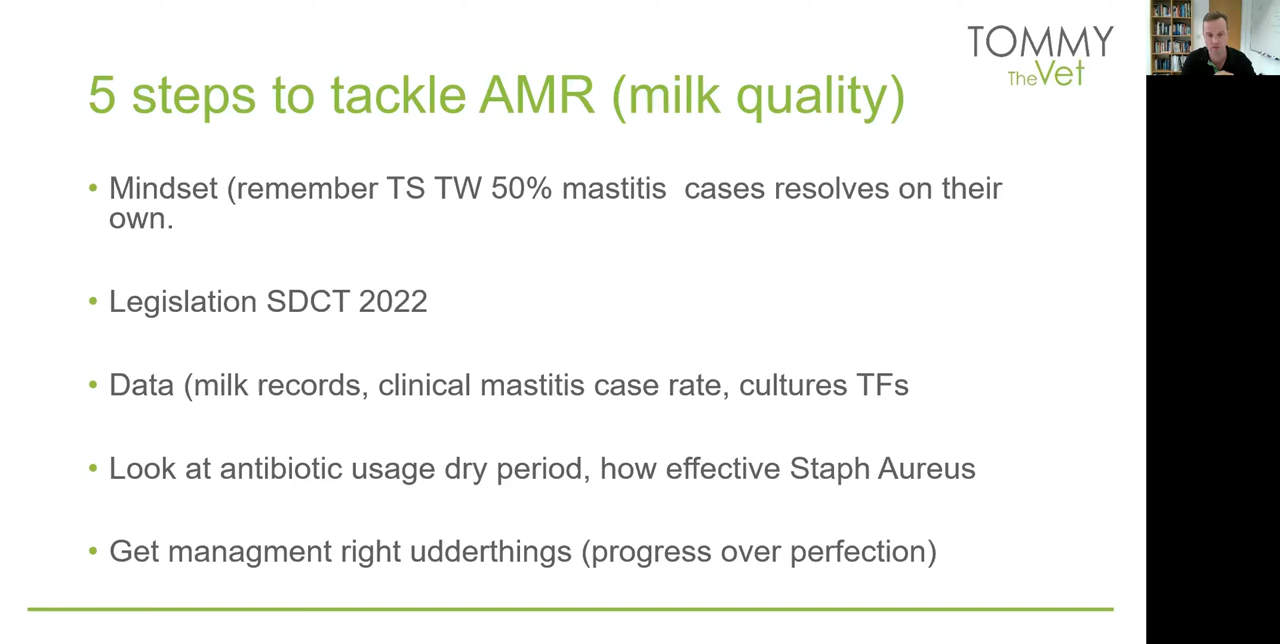 TOMMY
TheVet
5 steps to tackle AMR (milk quality)
• Mindset (remember TS TW 50% mastitis  cases resolves on their
own.
• Legislation SDCT 2022
• Data (milk records, clinical mastitis case rate, cultures TFs
• Look at antibiotic usage dry period, how effective Staph Aureus
• Get managment right udderthings (progress over perfection)